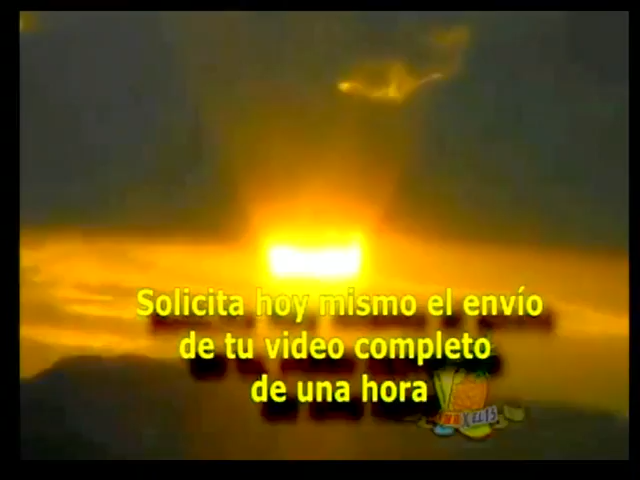 Solicita hoy mismo el envío
de tu video completo
de una hora